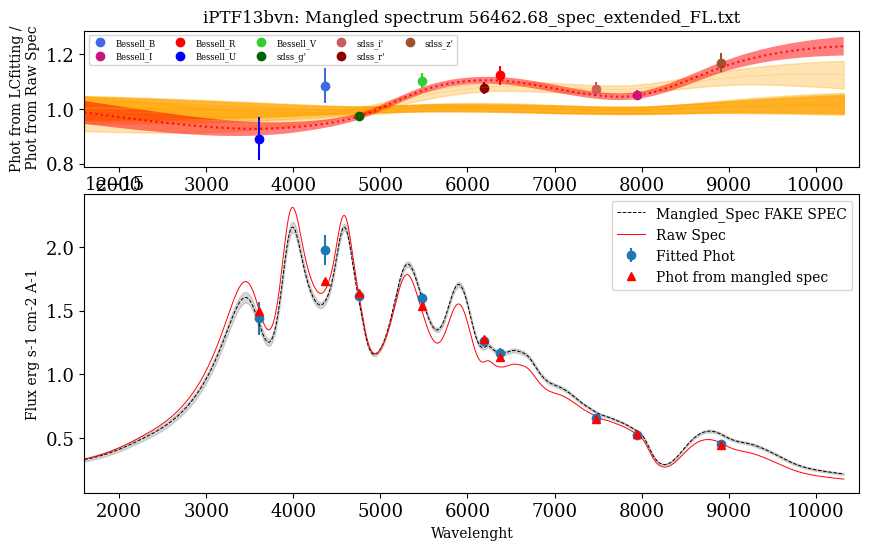 iPTF13bvn: Mangled spectrum 56462.68_spec_extended_FL.txt
Phot from LCfitting /
Phot from Raw Spec
1.2
1.0
0.8
Bessell_B
Bessell_I
Bessell_R
Bessell_U
Bessell_V
sdss_g'
sdss_i'
sdss_r'
sdss_z'
2000 3000 4000 5000 6000 7000 8000 9000 10000
1e−15
Flux erg s-1 cm-2 A-1
2.0
1.5
1.0
0.5
Mangled_Spec FAKE SPEC
Raw Spec
Fitted Phot
Phot from mangled spec
2000 3000 4000 5000 6000 7000 8000 9000 10000
Wavelenght